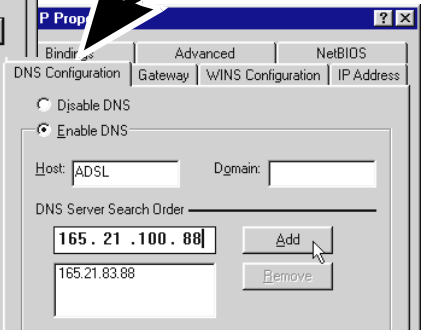 P Prop
Bindings Advanced NetBIOS
DNS Configuration Gateway WINS Configuration IP Address
Disable DNS
Enable DNS
Host: ADSL Domain:
DNS Server Search Order
165. 21 .100. 88 Add
165.21.83.88 Remove